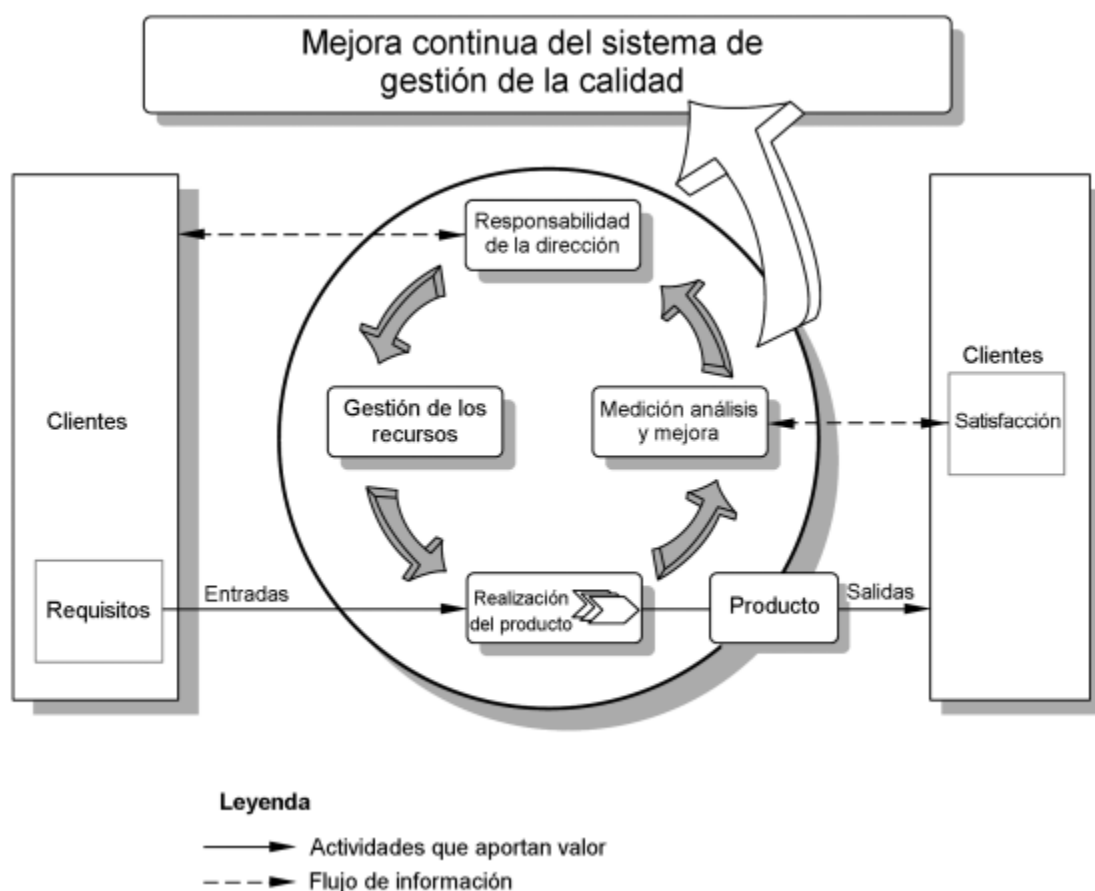 Mejora continua del sistema de
gestión de la calidad
Responsabilidad
de la dirección
Clientes
Gestión de los
recursos
Medición análisis
y mejora
Clientes
Satisfacción
Requisitos
Entradas
Realización
del producto
Producto
Salidas
Leyenda
Actividades que aportan valor
Flujo de información